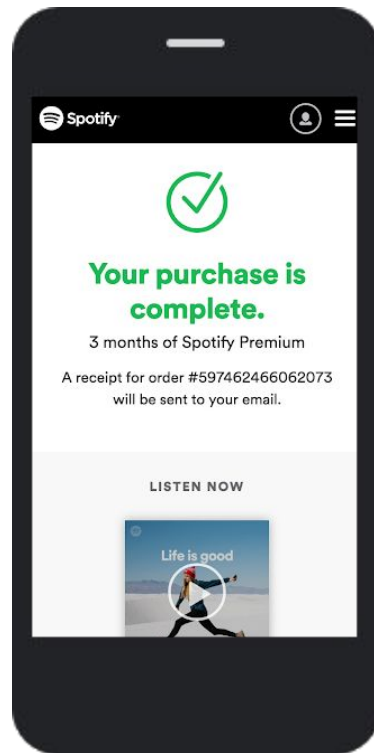 Spotify
Your purchase is
complete.
3 months of Spotify Premium
A receipt for order #597462466062073
will be sent to your email.
LISTEN NOW
Life is good